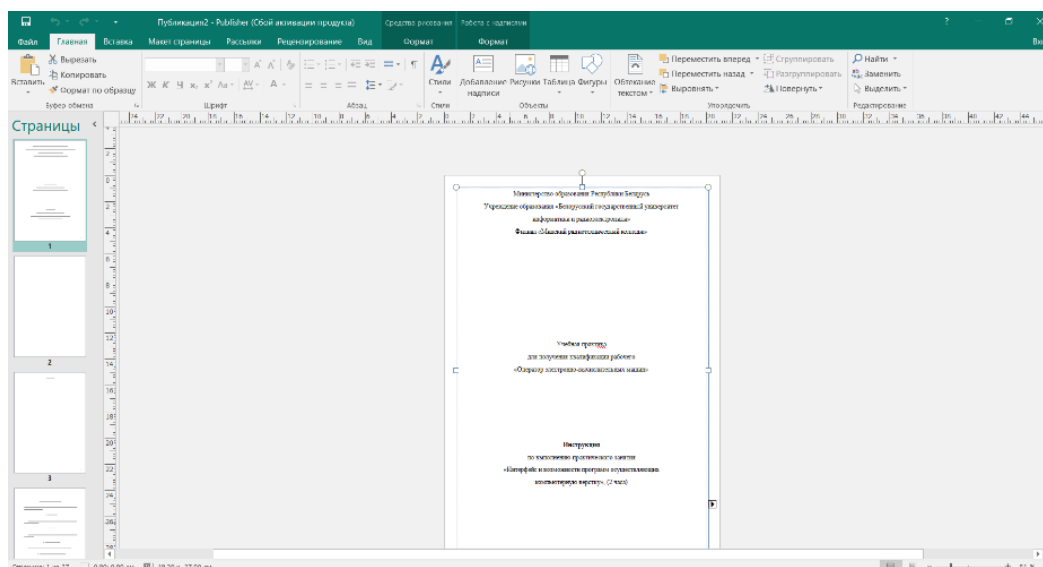 Публикация2 - Publisher (Сбой активации продукта)
Средства рисования
Работа с надписями
?
Файл
Главная
Вставка
Макет страницы
Рассылки
Рецензирование
Вид
Формат
Формат
Вставить
Вырезать
Копировать
Формат по образцу
Буфер обмена
Ж К Ч
Шрифт
Абзац
Стили
Стили
Добавление надписи
Рисунки
Таблица
Фигуры
Объекты
Обтекание текстом
Переместить вперед
Переместить назад
Выровнять
Сгруппировать
Разгруппировать
Повернуть
Упорядочить
Найти
Заменить
Выделить
Редактирование
Страницы
1
2
3
Министерство образования Республики Беларусь
Учреждение образования «Белорусский государственный университет
информатики и радиоэлектроники»
Филиал «Минский радиотехнический колледж»
Учебная практика
для получения квалификации рабочего
«Оператор электронно-вычислительных машин»
Инструкция
по выполнению практического занятия
«Интерфейс и возможности программ осуществляющих
компьютерную верстку», (2 часа)